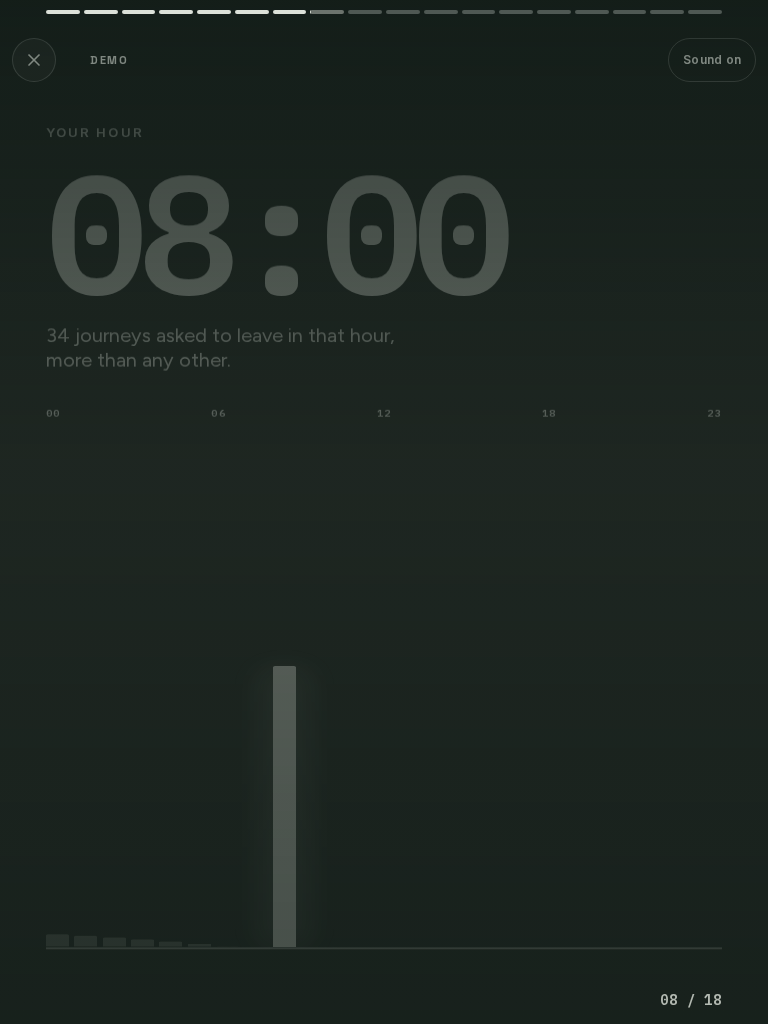 DEMO
Sound on
YOUR HOUR
08:00
34 journeys asked to leave in that hour,
more than any other.
00 06 12 18 23
08 / 18